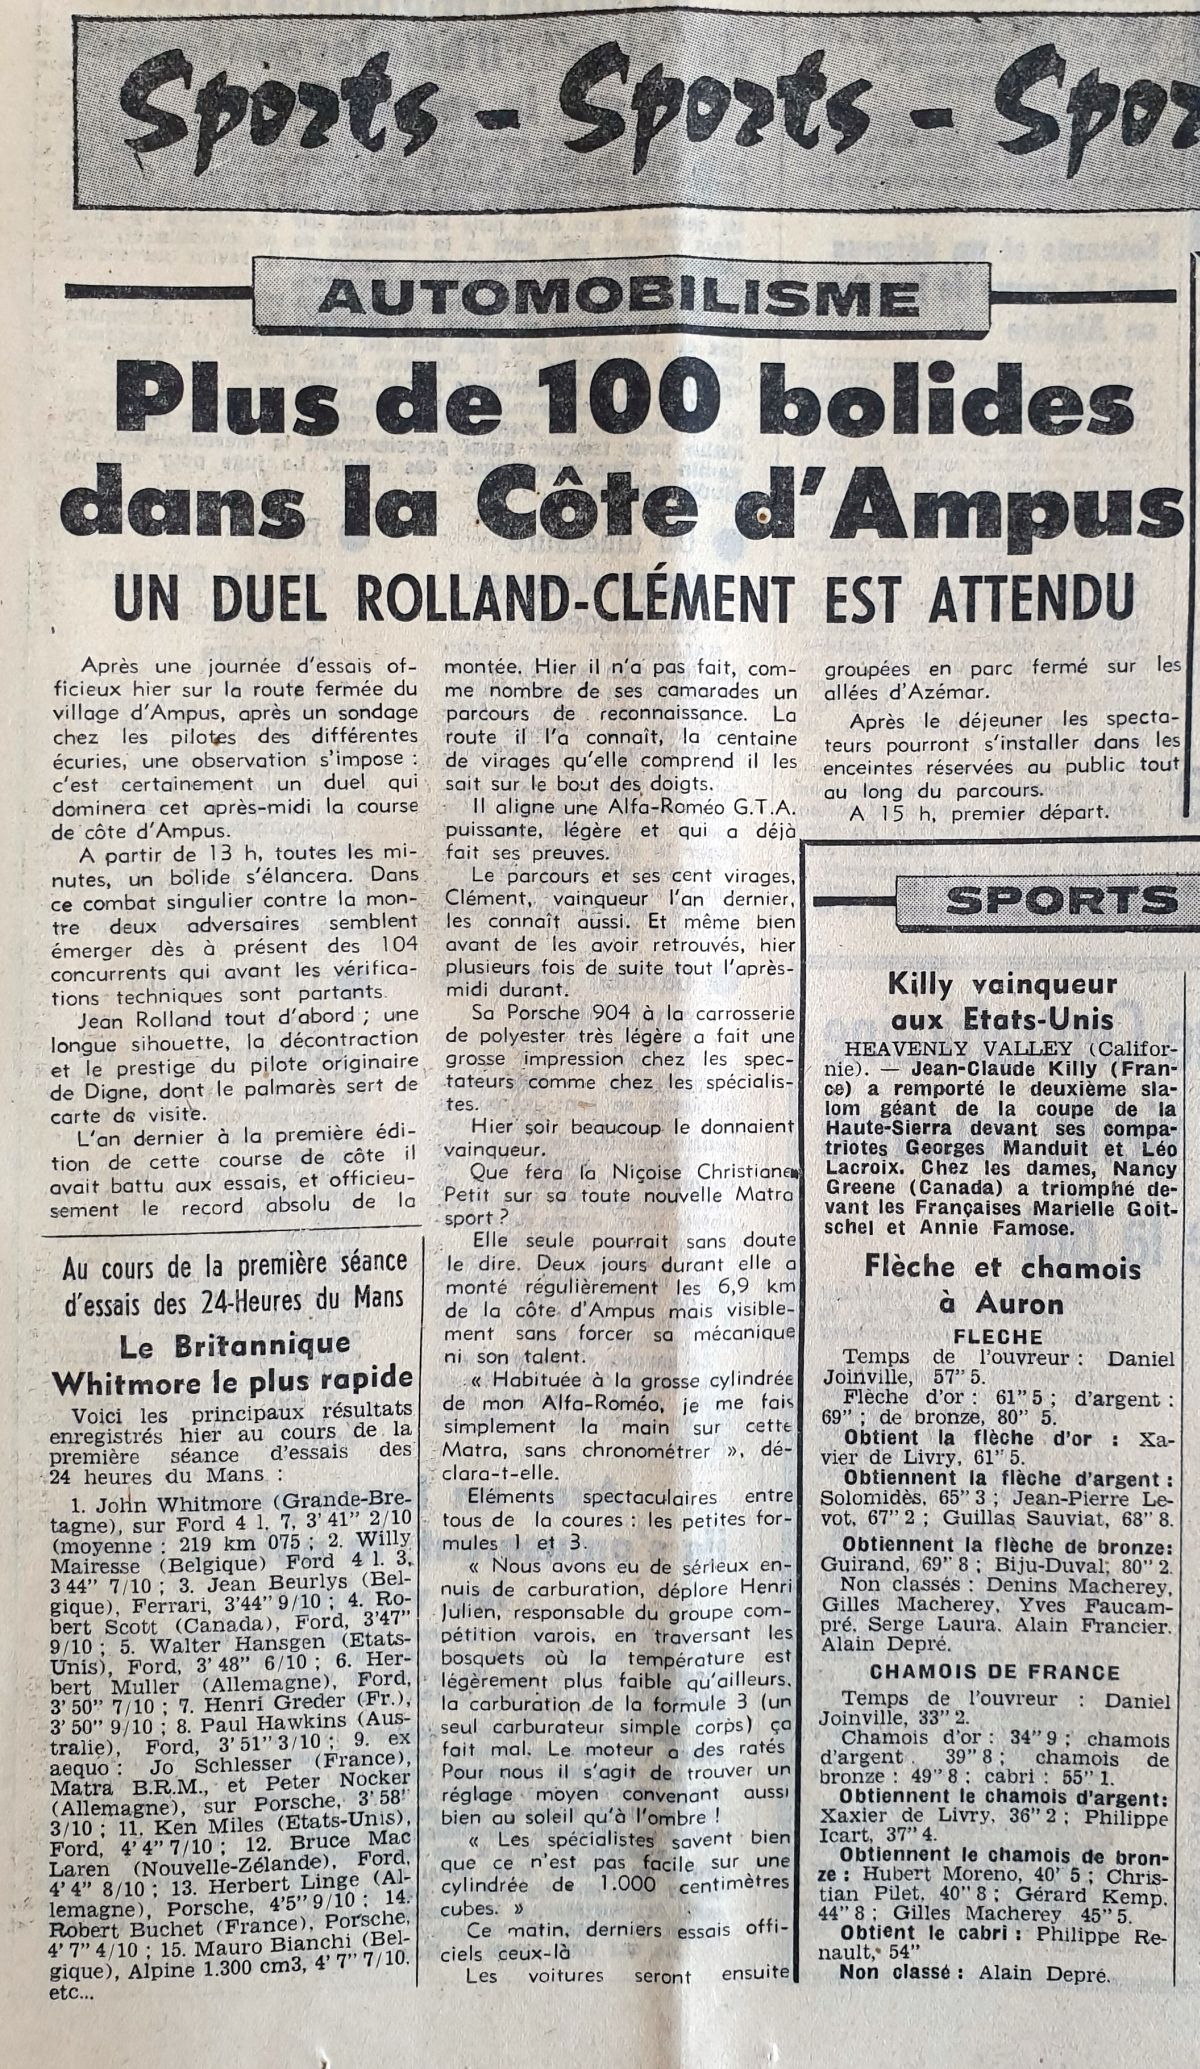 Sports - Sports - Spor
AUTOMOBILISME
Plus de 100 bolides
dans la Côte d'Ampus
UN DUEL ROLLAND-CLÉMENT EST ATTENDU
Après une journée d'essais of-
ficieux hier sur la route fermée du
village d'Ampus, après un sondage
chez les pilotes des différentes
écuries, une observation s'impose :
c'est certainement un duel qui
dominera cet après-midi la course
de côte d'Ampus.
A partir de 13 h, toutes les mi-
nutes, un bolide s'élancera. Dans
ce combat singulier contre la mon-
tre deux adversaires semblent
émerger dès à présent des 104
concurrents qui avant les vérifica-
tions techniques sont partants.
Jean Rolland tout d'abord ; une
longue sihouette, la décontraction
et le prestige du pilote originaire
de Digne, dont le palmarès sert de
carte de visite.
L'an dernier à la première édi-
tion de cette course de côte il
avait battu aux essais, et officieu-
sement le record absolu de la
montée. Hier il n'a pas fait, com-
me nombre de ses camarades un
parcours de reconnaissance. La
route il l'a connaît, la centaine
de virages qu'elle comprend il les
sait sur le bout des doigts.
Il aligne une Alfa-Roméo G.T.A.
puissante, légère et qui a déjà
fait ses preuves.
Le parcours et ses cent virages,
Clément, vainqueur l'an dernier,
les connaît aussi. Et même bien
avant de les avoir retrouvés, hier
plusieurs fois de suite tout l'après-
midi durant.
Sa Porsche 904 à la carrosserie
de polyester très légère a fait une
grosse impression chez les spec-
tateurs comme chez les spécialis-
tes.
Hier soir beaucoup le donnaient
vainqueur.
Que fera la Niçoise Christiane
Petit sur sa toute nouvelle Matra
sport ?
Elle seule pourrait sans doute
le dire. Deux jours durant elle a
monté régulièrement les 6,9 km
de la côte d'Ampus mais visible-
ment sans forcer sa mécanique
ni son talent.
« Habituée à la grosse cylindrée
de mon Alfa-Roméo, je me fais
simplement la main sur cette
Matra, sans chronométrer », dé-
clara-t-elle.
Eléments spectaculaires entre
tous de la coures : les petites for-
mules 1 et 3.
« Nous avons eu de sérieux en-
nuis de carburation, déplore Henri
Julien, responsable du groupe com-
pétition varois, en traversant les
bosquets où la température est
légèrement plus faible qu'ailleurs,
la carburation de la formule 3 (un
seul carburateur simple corps) ça
fait mal. Le moteur a des ratés
Pour nous il s'agit de trouver un
réglage moyen convenant aussi
bien au soleil qu'à l'ombre !
« Les spécialistes savent bien
que ce n'est pas facile sur une
cylindrée de 1.000 centimètres
cubes. »
Ce matin, derniers essais offi-
ciels ceux-là
Les voitures seront ensuite
groupées en parc fermé sur les
allées d'Azémar.
Après le déjeuner les specta-
teurs pourront s'installer dans les
enceintes réservées au public tout
au long du parcours.
A 15 h, premier départ.
Au cours de la première séance
d'essais des 24-Heures du Mans
Le Britannique
Whitmore le plus rapide
Voici les principaux résultats
enregistrés hier au cours de la
première séance d'essais des
24 heures du Mans :
1. John Whitmore (Grande-Bre-
tagne), sur Ford 4 l. 7, 3'41" 2/10
(moyenne : 219 km 075 ; 2. Willy
Mairesse (Belgique) Ford 4 l. 3,
3'44" 7/10 ; 3. Jean Beurlys (Bel-
gique), Ferrari, 3'44" 9/10 ; 4. Ro-
bert Scott (Canada), Ford, 3'47"
9/10 ; 5. Walter Hansgen (Etats-
Unis), Ford, 3'48" 6/10 ; 6. Her-
bert Muller (Allemagne), Ford,
3'50" 7/10 ; 7. Henri Greder (Fr.),
3'50" 9/10 ; 8. Paul Hawkins (Aus-
tralie), Ford, 3'51" 3/10 ; 9. ex
aequo : Jo Schlesser (France),
Matra B.R.M., et Peter Nocker
(Allemagne), sur Porsche, 3'58"
3/10 ; 11. Ken Miles (Etats-Unis),
Ford, 4'4" 7/10 ; 12. Bruce Mac
Laren (Nouvelle-Zélande), Ford,
4'4" 8/10 ; 13. Herbert Linge (Al-
lemagne), Porsche, 4'5" 9/10 ; 14.
Robert Buchet (France), Porsche,
4'7" 4/10 ; 15. Mauro Bianchi (Bel-
gique), Alpine 1.300 cm3, 4'7" 7/10.
etc...
SPORTS
Killy vainqueur
aux Etats-Unis
HEAVENLY VALLEY (Califor-
nie). — Jean-Claude Killy (Fran-
ce) a remporté le deuxième sla-
lom géant de la coupe de la
Haute-Sierra devant ses compa-
triotes Georges Manduit et Léo
Lacroix. Chez les dames, Nancy
Greene (Canada) a triomphé de-
vant les Françaises Marielle Goit-
schel et Annie Famose.
Flèche et chamois
à Auron
FLECHE
Temps de l'ouvreur : Daniel
Joinville, 57" 5.
Flèche d'or : 61" 5 ; d'argent :
69" ; de bronze, 80" 5.
Obtient la flèche d'or : Xa-
vier de Livry, 61" 5.
Obtiennent la flèche d'argent :
Solomidès, 65" 3 ; Jean-Pierre Le-
vot, 67" 2 ; Guillas Sauviat, 68" 8.
Obtiennent la flèche de bronze:
Guirand, 69" 8 ; Biju-Duval, 80" 2.
Non classés : Denins Macherey,
Gilles Macherey, Yves Faucam-
pré, Serge Laura, Alain Francier,
Alain Depré.
CHAMOIS DE FRANCE
Temps de l'ouvreur : Daniel
Joinville, 33" 2.
Chamois d'or : 34" 9 ; chamois
d'argent . 39" 8 ; chamois de
bronze : 49" 8 ; cabri : 55" 1.
Obtiennent le chamois d'argent:
Xaxier de Livry, 36" 2 ; Philippe
Icart, 37" 4.
Obtiennent le chamois de bron-
ze : Hubert Moreno, 40' 5 ; Chris-
tian Pilet, 40" 8 ; Gérard Kemp,
44" 8 ; Gilles Macherey 45" 5.
Obtient le cabri : Philippe Re-
nault, 54"
Non classé : Alain Depré.